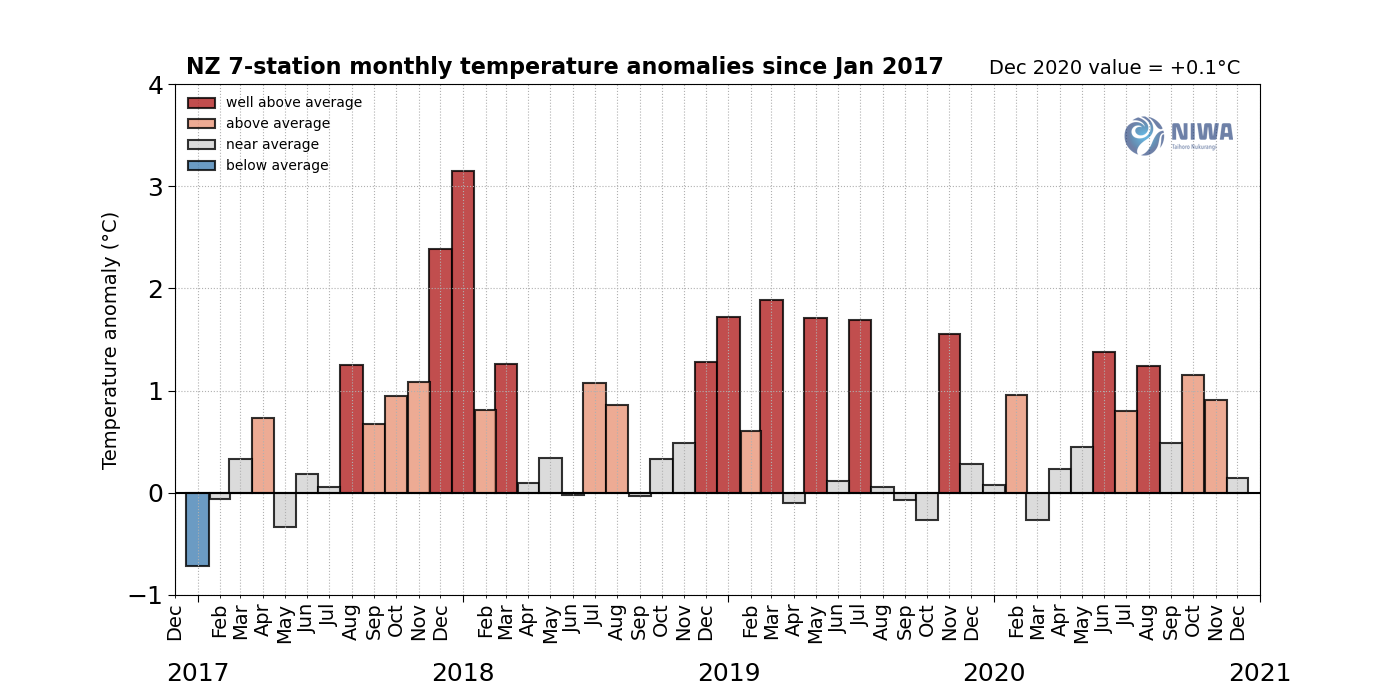 NZ 7-station monthly temperature anomalies since Jan 2017
Dec 2020 value = +0.1°C
well above average
above average
near average
below average
NIWA
Taihoro Nukurangi
Temperature anomaly (°C)
4
3
2
1
0
−1
Dec Feb Mar Apr May Jun Jul Aug Sep Oct Nov Dec Feb Mar Apr May Jun Jul Aug Sep Oct Nov Dec Feb Mar Apr May Jun Jul Aug Sep Oct Nov Dec Feb Mar Apr May Jun Jul Aug Sep Oct Nov Dec
2017 2018 2019 2020 2021